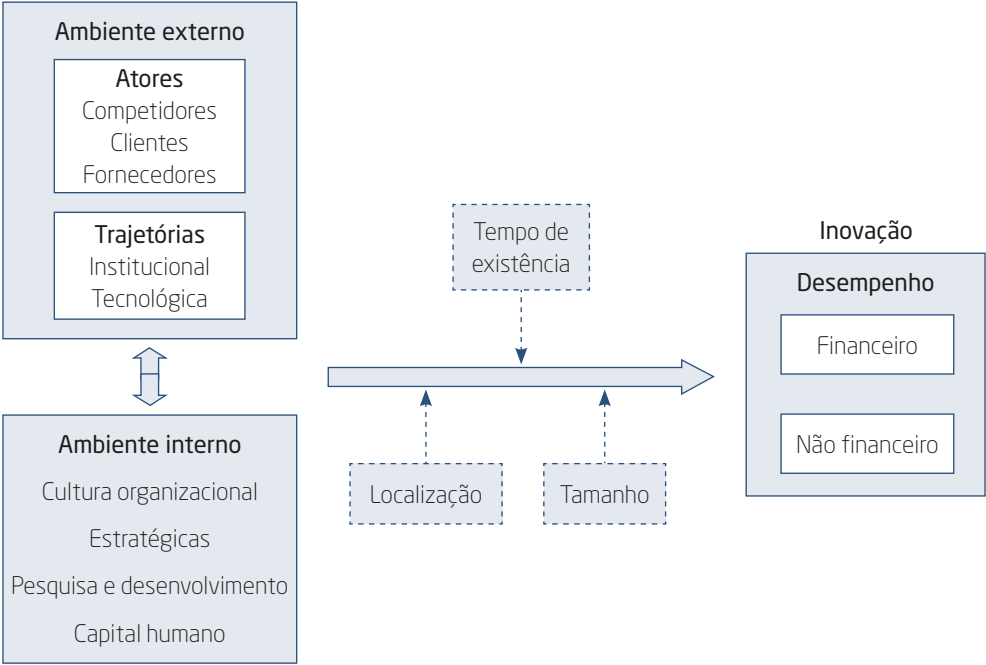 Ambiente externo
Atores
Competidores
Clientes
Fornecedores
Trajetórias
Institucional
Tecnológica
Ambiente interno
Cultura organizacional
Estratégicas
Pesquisa e desenvolvimento
Capital humano
Tempo de
existência
Localização
Tamanho
Inovação
Desempenho
Financeiro
Não financeiro